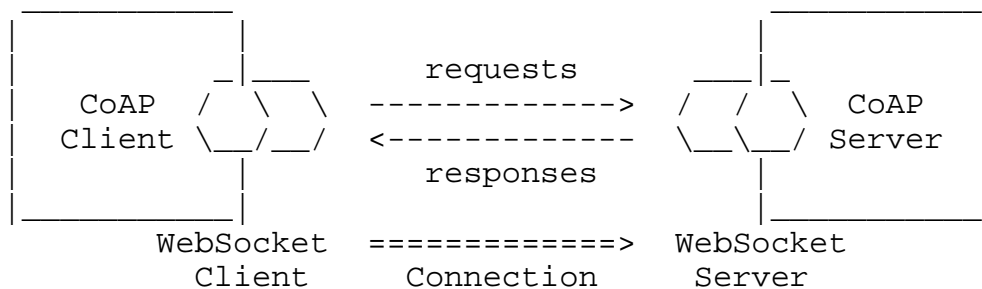 requests
CoAP CoAP
Client Server
responses
WebSocket WebSocket
Client Connection Server